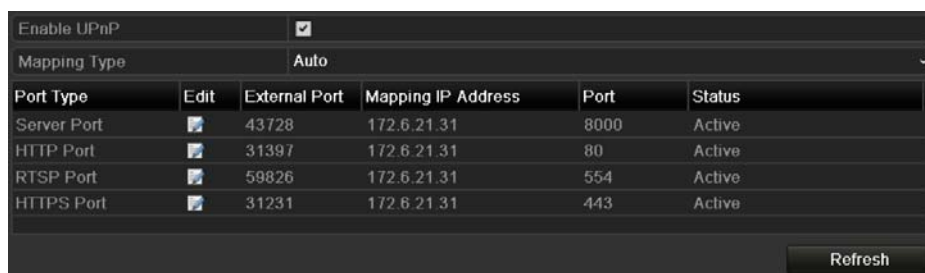 Enable UPnP
Mapping Type Auto
Port Type Edit External Port Mapping IP Address Port Status
Server Port 43728 172.6.21.31 8000 Active
HTTP Port 31397 172.6.21.31 80 Active
RTSP Port 59826 172.6.21.31 554 Active
HTTPS Port 31231 172.6.21.31 443 Active
Refresh